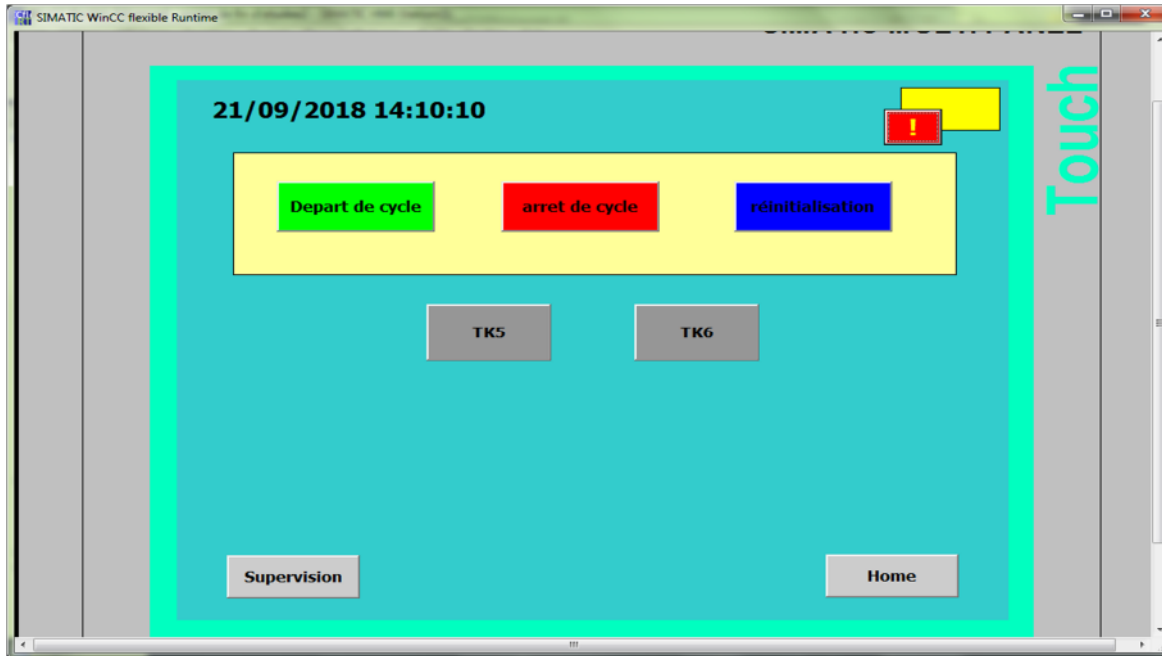 SIMATIC WinCC flexible Runtime
Touch
21/09/2018 14:10:10
!
Depart de cycle
arret de cycle
réinitialisation
TK5
TK6
Supervision
Home